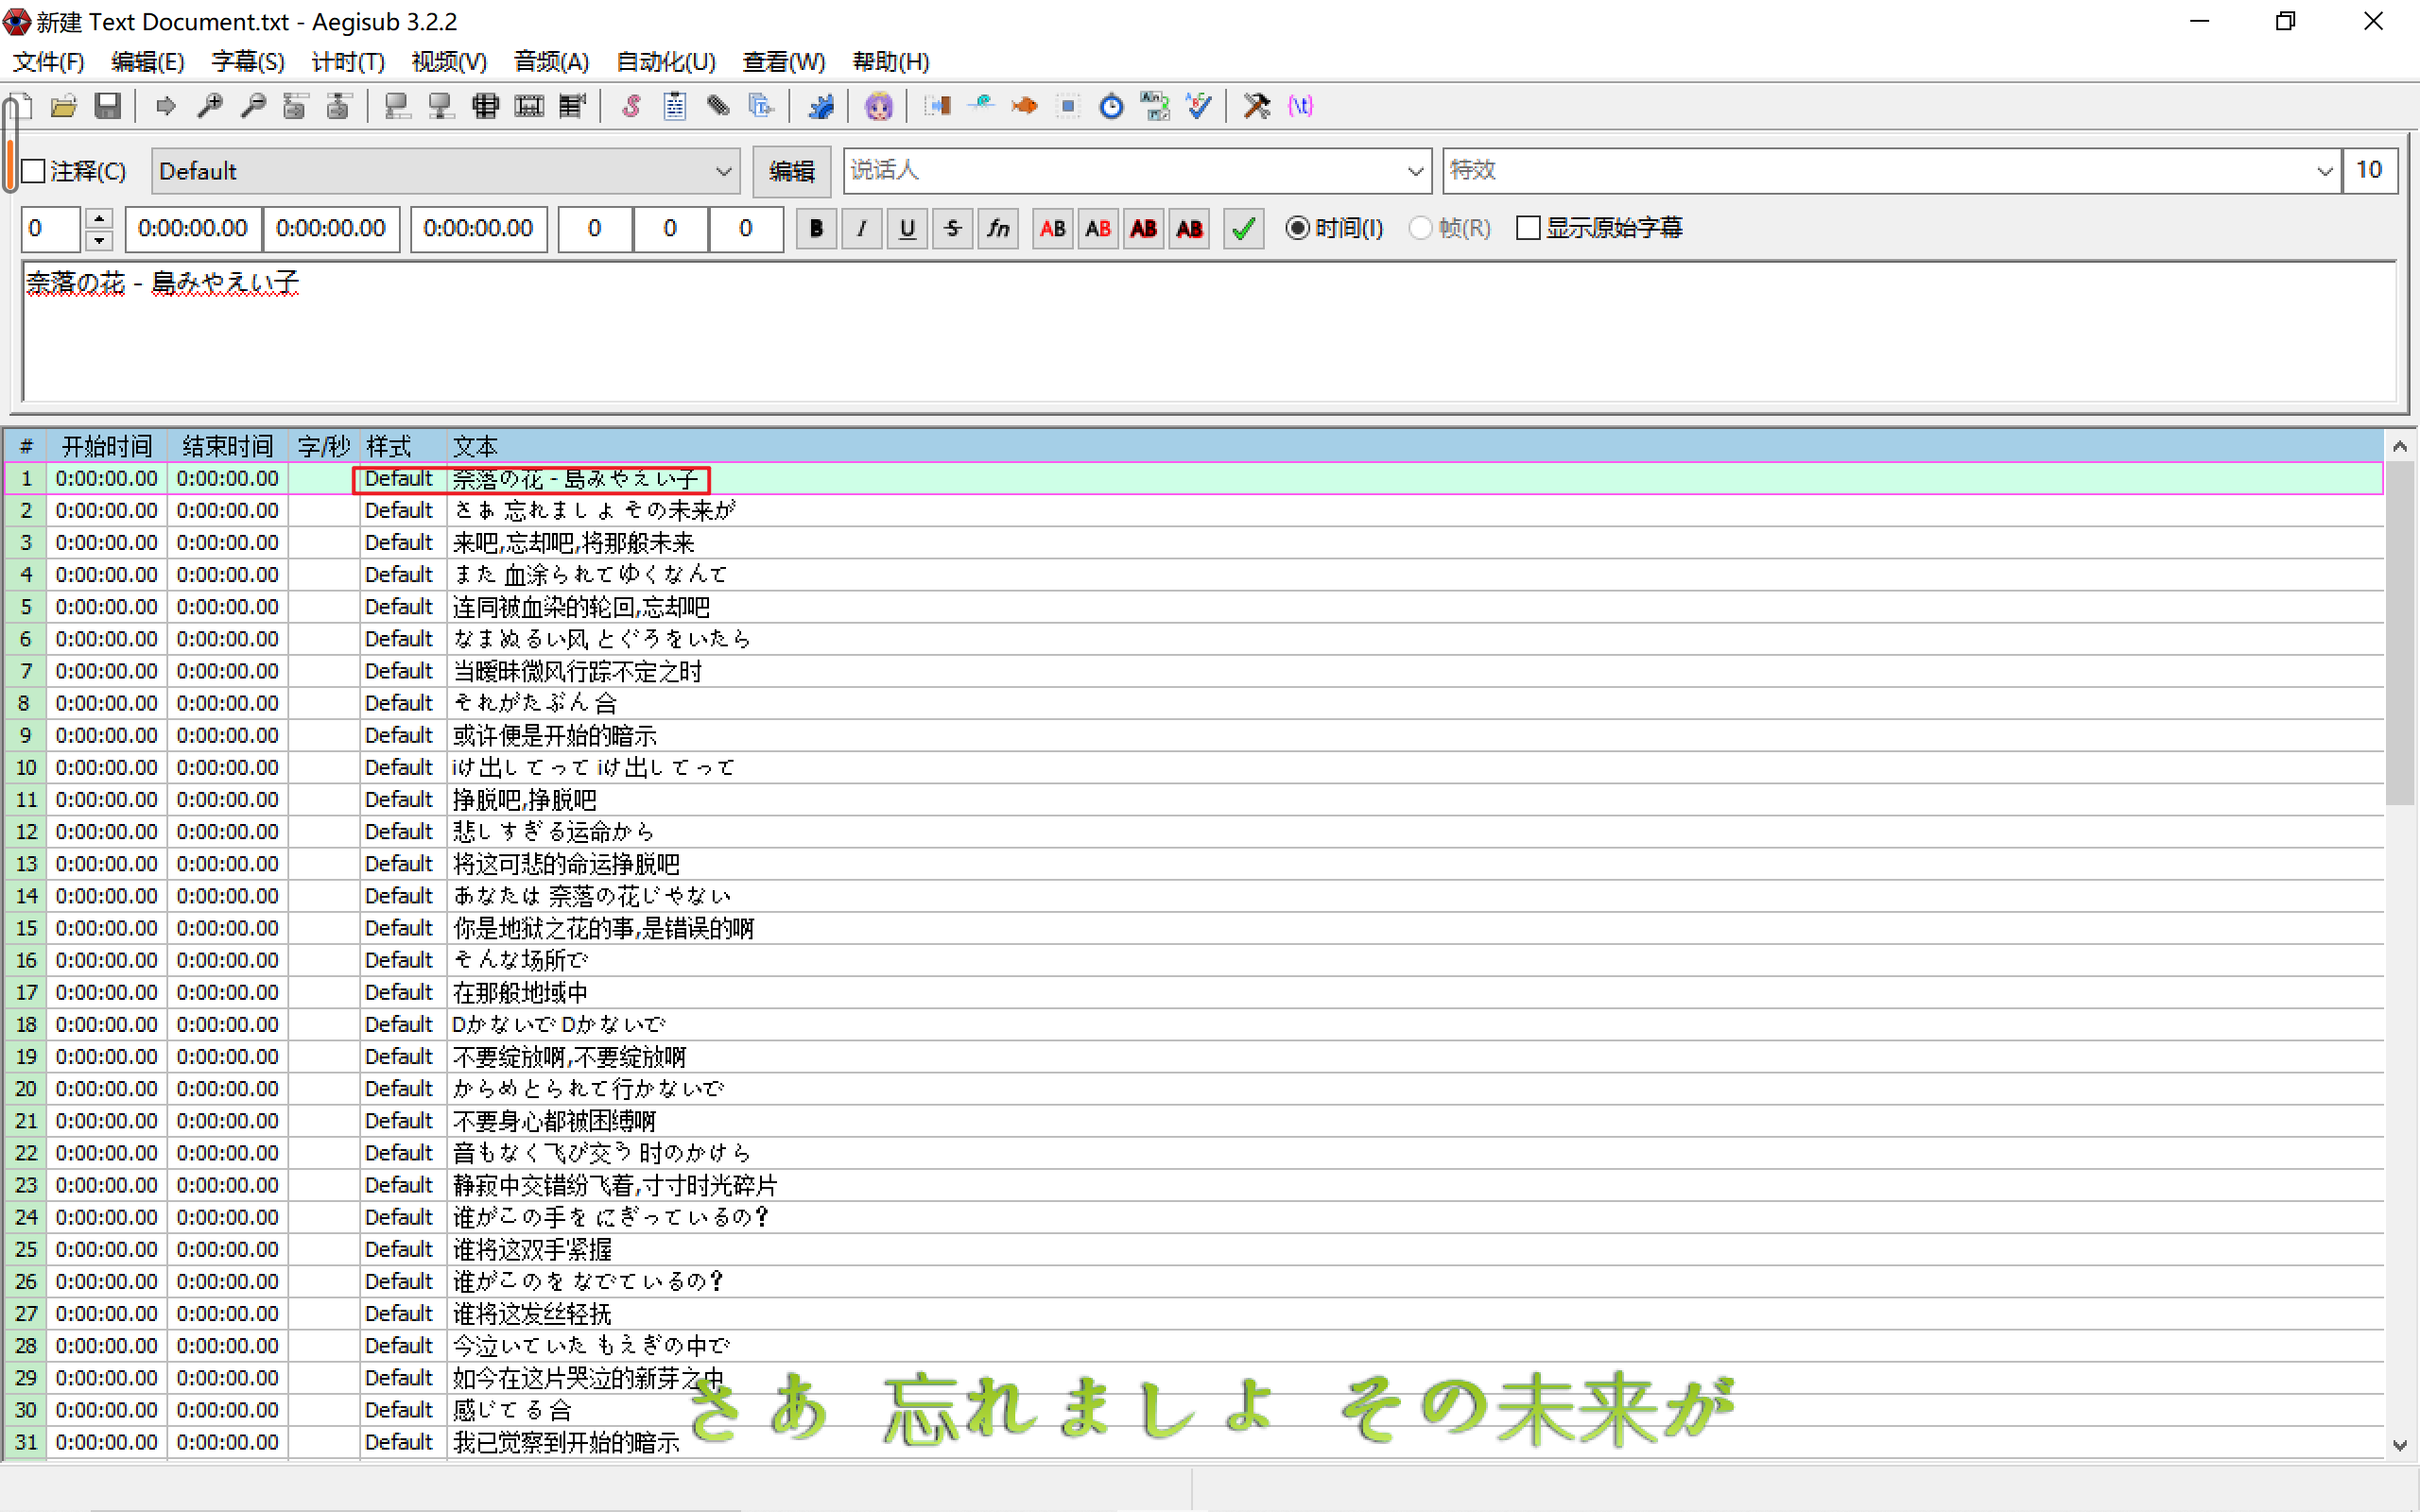 新建 Text Document.txt - Aegisub 3.2.2
文件(F) 编辑(E) 字幕(S) 计时(T) 视频(V) 音频(A) 自动化(U) 查看(W) 帮助(H)
注释(C) Default 编辑 说话人 特效 10
0 0:00:00.00 0:00:00.00 0:00:00.00 0 0 0 B I U S fn AB AB AB AB 时间(I) 帧(R) 显示原始字幕
奈落の花 - 島みやえい子
# 开始时间 结束时间 字/秒 样式 文本
1 0:00:00.00 0:00:00.00 Default 奈落の花 - 島みやえい子
2 0:00:00.00 0:00:00.00 Default さあ 忘れましょ その未来が
3 0:00:00.00 0:00:00.00 Default 来吧,忘却吧,将那般未来
4 0:00:00.00 0:00:00.00 Default また 血涂られてゆくなんて
5 0:00:00.00 0:00:00.00 Default 连同被血染的轮回,忘却吧
6 0:00:00.00 0:00:00.00 Default なまぬるい风 とぐろをいたら
7 0:00:00.00 0:00:00.00 Default 当暧昧微风行踪不定之时
8 0:00:00.00 0:00:00.00 Default それがたぶん 合
9 0:00:00.00 0:00:00.00 Default 或许便是开始的暗示
10 0:00:00.00 0:00:00.00 Default iけ出してって iけ出してって
11 0:00:00.00 0:00:00.00 Default 挣脱吧,挣脱吧
12 0:00:00.00 0:00:00.00 Default 悲しすぎる运命から
13 0:00:00.00 0:00:00.00 Default 将这可悲的命运挣脱吧
14 0:00:00.00 0:00:00.00 Default あなたは 奈落の花じゃない
15 0:00:00.00 0:00:00.00 Default 你是地狱之花的事,是错误的啊
16 0:00:00.00 0:00:00.00 Default そんな场所で
17 0:00:00.00 0:00:00.00 Default 在那般地域中
18 0:00:00.00 0:00:00.00 Default Dかないで Dかないで
19 0:00:00.00 0:00:00.00 Default 不要绽放啊,不要绽放啊
20 0:00:00.00 0:00:00.00 Default からめとられて行かないで
21 0:00:00.00 0:00:00.00 Default 不要身心都被困缚啊
22 0:00:00.00 0:00:00.00 Default 音もなく飞び交う 时のかけら
23 0:00:00.00 0:00:00.00 Default 静寂中交错纷飞着,寸寸时光碎片
24 0:00:00.00 0:00:00.00 Default 谁がこの手を にぎっているの?
25 0:00:00.00 0:00:00.00 Default 谁将这双手紧握
26 0:00:00.00 0:00:00.00 Default 谁がこのを なでているの?
27 0:00:00.00 0:00:00.00 Default 谁将这发丝轻抚
28 0:00:00.00 0:00:00.00 Default 今泣いていた もえぎの中で
29 0:00:00.00 0:00:00.00 Default 如今在这片哭泣的新芽之中
30 0:00:00.00 0:00:00.00 Default 感じてる 合
31 0:00:00.00 0:00:00.00 Default 我已觉察到开始的暗示
さあ 忘れましょ その未来が